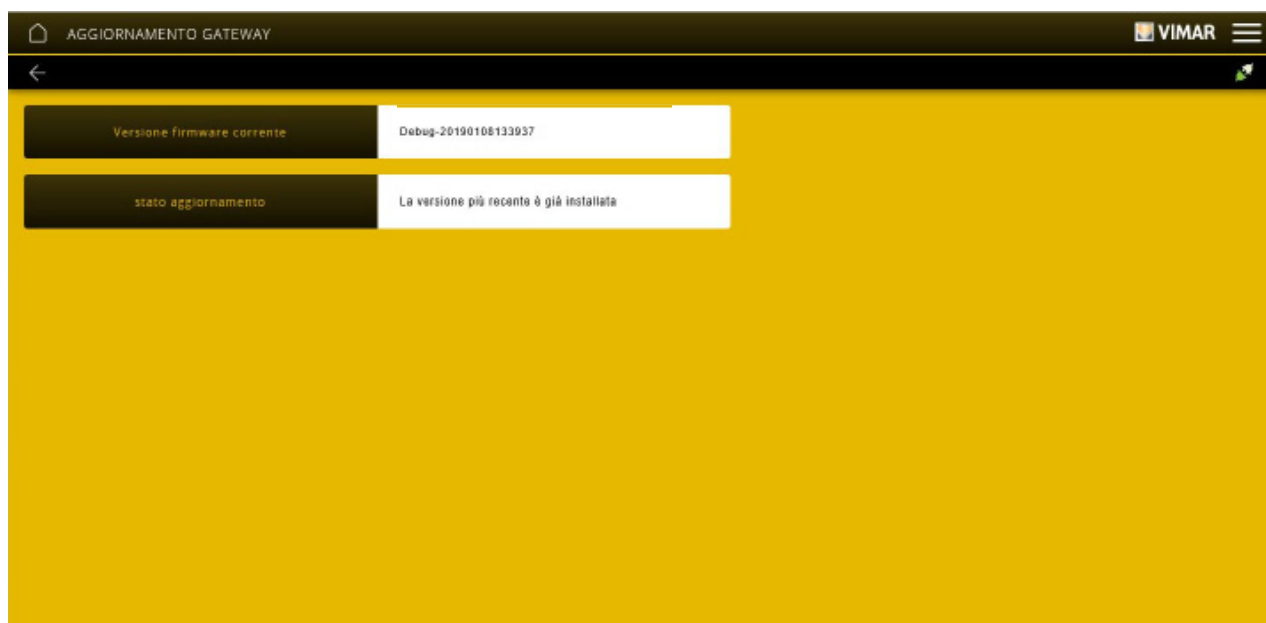 AGGIORNAMENTO GATEWAY
VIMAR
Versione firmware corrente
Debug-20190108133937
stato aggiornamento
La versione più recente è già installata